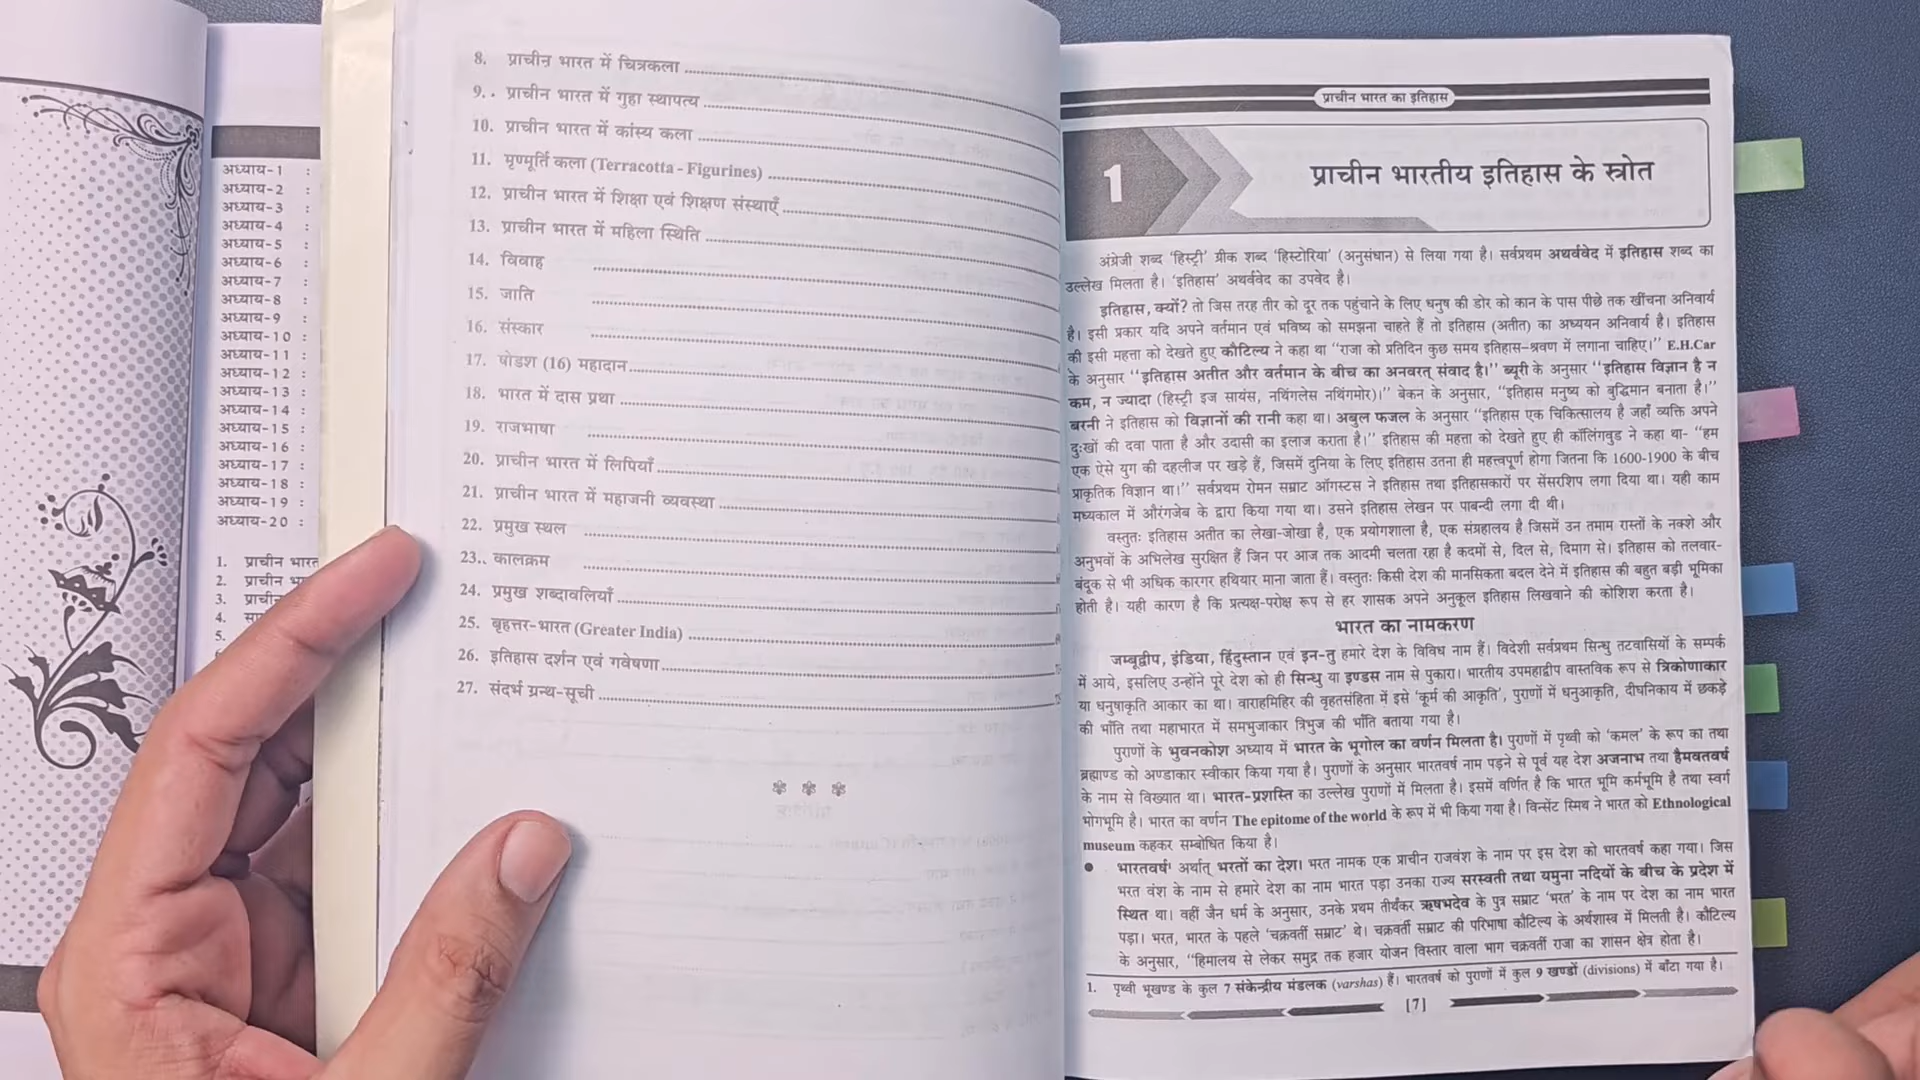 अध्याय-1 :
अध्याय-2 :
अध्याय-3 :
अध्याय-4 :
अध्याय-5 :
अध्याय-6 :
अध्याय-7 :
अध्याय-8 :
अध्याय-9 :
अध्याय-10 :
अध्याय-11 :
अध्याय-12 :
अध्याय-13 :
अध्याय-14 :
अध्याय-15 :
अध्याय-16 :
अध्याय-17 :
अध्याय-18 :
अध्याय-19 :
अध्याय-20 :
1. प्राचीन भारत
2. प्राचीन
3. प्राचीन
4.
5.
8. प्राचीन भारत में चित्रकला
9. प्राचीन भारत में गुहा स्थापत्य
10. प्राचीन भारत में कांस्य कला
11. मृण्मूर्ति कला (Terracotta - Figurines)
12. प्राचीन भारत में शिक्षा एवं शिक्षण संस्थाएँ
13. प्राचीन भारत में महिला स्थिति
14. विवाह
15. जाति
16. संस्कार
17. षोडश (16) महादान
18. भारत में दास प्रथा
19. राजभाषा
20. प्राचीन भारत में लिपियाँ
21. प्राचीन भारत में महाजनी व्यवस्था
22. प्रमुख स्थल
23. कालक्रम
24. प्रमुख शब्दावलियाँ
25. बृहत्तर-भारत (Greater India)
26. इतिहास दर्शन एवं गवेषणा
27. संदर्भ ग्रन्थ-सूची
प्राचीन भारत का इतिहास
1
प्राचीन भारतीय इतिहास के स्त्रोत
अंग्रेजी शब्द ‘हिस्ट्री’ ग्रीक शब्द ‘हिस्टोरिया’ (अनुसंधान) से लिया गया है। सर्वप्रथम अथर्ववेद में इतिहास शब्द का
उल्लेख मिलता है। ‘इतिहास’ अथर्ववेद का उपवेद है।
इतिहास, क्यों? तो जिस तरह तीर को दूर तक पहुंचाने के लिए धनुष की डोर को कान के पास पीछे तक खींचना अनिवार्य
है। इसी प्रकार यदि अपने वर्तमान एवं भविष्य को समझना चाहते हैं तो इतिहास (अतीत) का अध्ययन अनिवार्य है। इतिहास
की इसी महत्ता को देखते हुए कौटिल्य ने कहा था “राजा को प्रतिदिन कुछ समय इतिहास-श्रवण में लगाना चाहिए।” E.H.Car
के अनुसार “इतिहास अतीत और वर्तमान के बीच का अनवरत् संवाद है।” ब्यूरी के अनुसार “इतिहास विज्ञान है न
कम, न ज्यादा (हिस्ट्री इज सायंस, नथिंगलेस नथिंगमोर)।” बेकन के अनुसार, “इतिहास मनुष्य को बुद्धिमान बनाता है।”
बरनी ने इतिहास को विज्ञानों की रानी कहा था। अबुल फजल के अनुसार “इतिहास एक चिकित्सालय है जहाँ व्यक्ति अपने
दुःखों की दवा पाता है और उदासी का इलाज कराता है।” इतिहास की महत्ता को देखते हुए ही कॉलिंगवुड ने कहा था- “हम
एक ऐसे युग की दहलीज पर खड़े हैं, जिसमें दुनिया के लिए इतिहास उतना ही महत्त्वपूर्ण होगा जितना कि 1600-1900 के बीच
प्राकृतिक विज्ञान था।” सर्वप्रथम रोमन सम्राट ऑगस्टस ने इतिहास तथा इतिहासकारों पर सेंसरशिप लगा दिया था। यही काम
मध्यकाल में औरंगजेब के द्वारा किया गया था। उसने इतिहास लेखन पर पाबन्दी लगा दी थी।
वस्तुतः इतिहास अतीत का लेखा-जोखा है, एक प्रयोगशाला है, एक संग्रहालय है जिसमें उन तमाम रास्तों के नक्शे और
अनुभवों के अभिलेख सुरक्षित हैं जिन पर आज तक आदमी चलता रहा है कदमों से, दिल से, दिमाग से। इतिहास को तलवार-
बंदूक से भी अधिक कारगर हथियार माना जाता हैं। वस्तुतः किसी देश की मानसिकता बदल देने में इतिहास की बहुत बड़ी भूमिका
होती है। यही कारण है कि प्रत्यक्ष-परोक्ष रूप से हर शासक अपने अनुकूल इतिहास लिखवाने की कोशिश करता है।
भारत का नामकरण
जम्बूद्वीप, इंडिया, हिंदुस्तान एवं इन-तु हमारे देश के विविध नाम हैं। विदेशी सर्वप्रथम सिन्धु तटवासियों के सम्पर्क
में आये, इसलिए उन्होंने पूरे देश को ही सिन्धु या इण्डस नाम से पुकारा। भारतीय उपमहाद्वीप वास्तविक रूप से त्रिकोणाकार
या धनुषाकृति आकार का था। वाराहमिहिर की वृहतसंहिता में इसे ‘कूर्म की आकृति’, पुराणों में धनुआकृति, दीघनिकाय में छकड़े
की भाँति तथा महाभारत में समभुजाकार त्रिभुज की भाँति बताया गया है।
पुराणों के भुवनकोश अध्याय में भारत के भूगोल का वर्णन मिलता है। पुराणों में पृथ्वी को ‘कमल’ के रूप का तथा
ब्रह्माण्ड को अण्डाकार स्वीकार किया गया है। पुराणों के अनुसार भारतवर्ष नाम पड़ने से पूर्व यह देश अजनाभ तथा हैमवतवर्ष
के नाम से विख्यात था। भारत-प्रशस्ति का उल्लेख पुराणों में मिलता है। इसमें वर्णित है कि भारत भूमि कर्मभूमि है तथा स्वर्ग
भोगभूमि है। भारत का वर्णन The epitome of the world के रूप में भी किया गया है। विन्सेंट स्मिथ ने भारत को Ethnological
museum कहकर सम्बोधित किया है।
● भारतवर्ष¹ अर्थात् भरतों का देश। भरत नामक एक प्राचीन राजवंश के नाम पर इस देश को भारतवर्ष कहा गया। जिस
भरत वंश के नाम से हमारे देश का नाम भारत पड़ा उनका राज्य सरस्वती तथा यमुना नदियों के बीच के प्रदेश में
स्थित था। वहीं जैन धर्म के अनुसार, उनके प्रथम तीर्थंकर ऋषभदेव के पुत्र सम्राट ‘भरत’ के नाम पर देश का नाम भारत
पड़ा। भरत, भारत के पहले ‘चक्रवर्ती सम्राट’ थे। चक्रवर्ती सम्राट की परिभाषा कौटिल्य के अर्थशास्त्र में मिलती है। कौटिल्य
के अनुसार, “हिमालय से लेकर समुद्र तक हजार योजन विस्तार वाला भाग चक्रवर्ती राजा का शासन क्षेत्र होता है।
1. पृथ्वी भूखण्ड के कुल 7 संकेन्द्रीय मंडलक (varshas) हैं। भारतवर्ष को पुराणों में कुल 9 खण्डों (divisions) में बाँटा गया है।
[7]